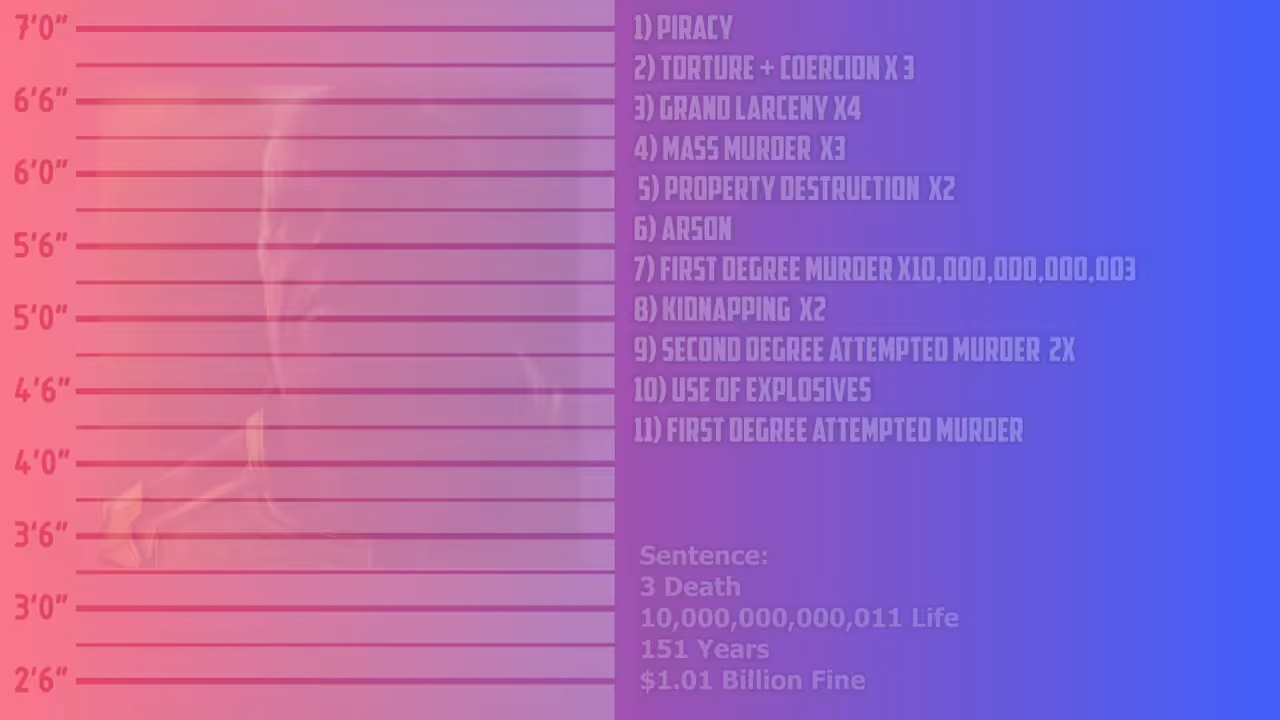 7'0"
6'6"
6'0"
5'6"
5'0"
4'6"
4'0"
3'6"
3'0"
2'6"
1) PIRACY
2) TORTURE + COERCION X 3
3) GRAND LARCENY X4
4) MASS MURDER X3
5) PROPERTY DESTRUCTION X2
6) ARSON
7) FIRST DEGREE MURDER X10,000,000,000,003
8) KIDNAPPING X2
9) SECOND DEGREE ATTEMPTED MURDER 2X
10) USE OF EXPLOSIVES
11) FIRST DEGREE ATTEMPTED MURDER
Sentence:
3 Death
10,000,000,000,011 Life
151 Years
$1.01 Billion Fine